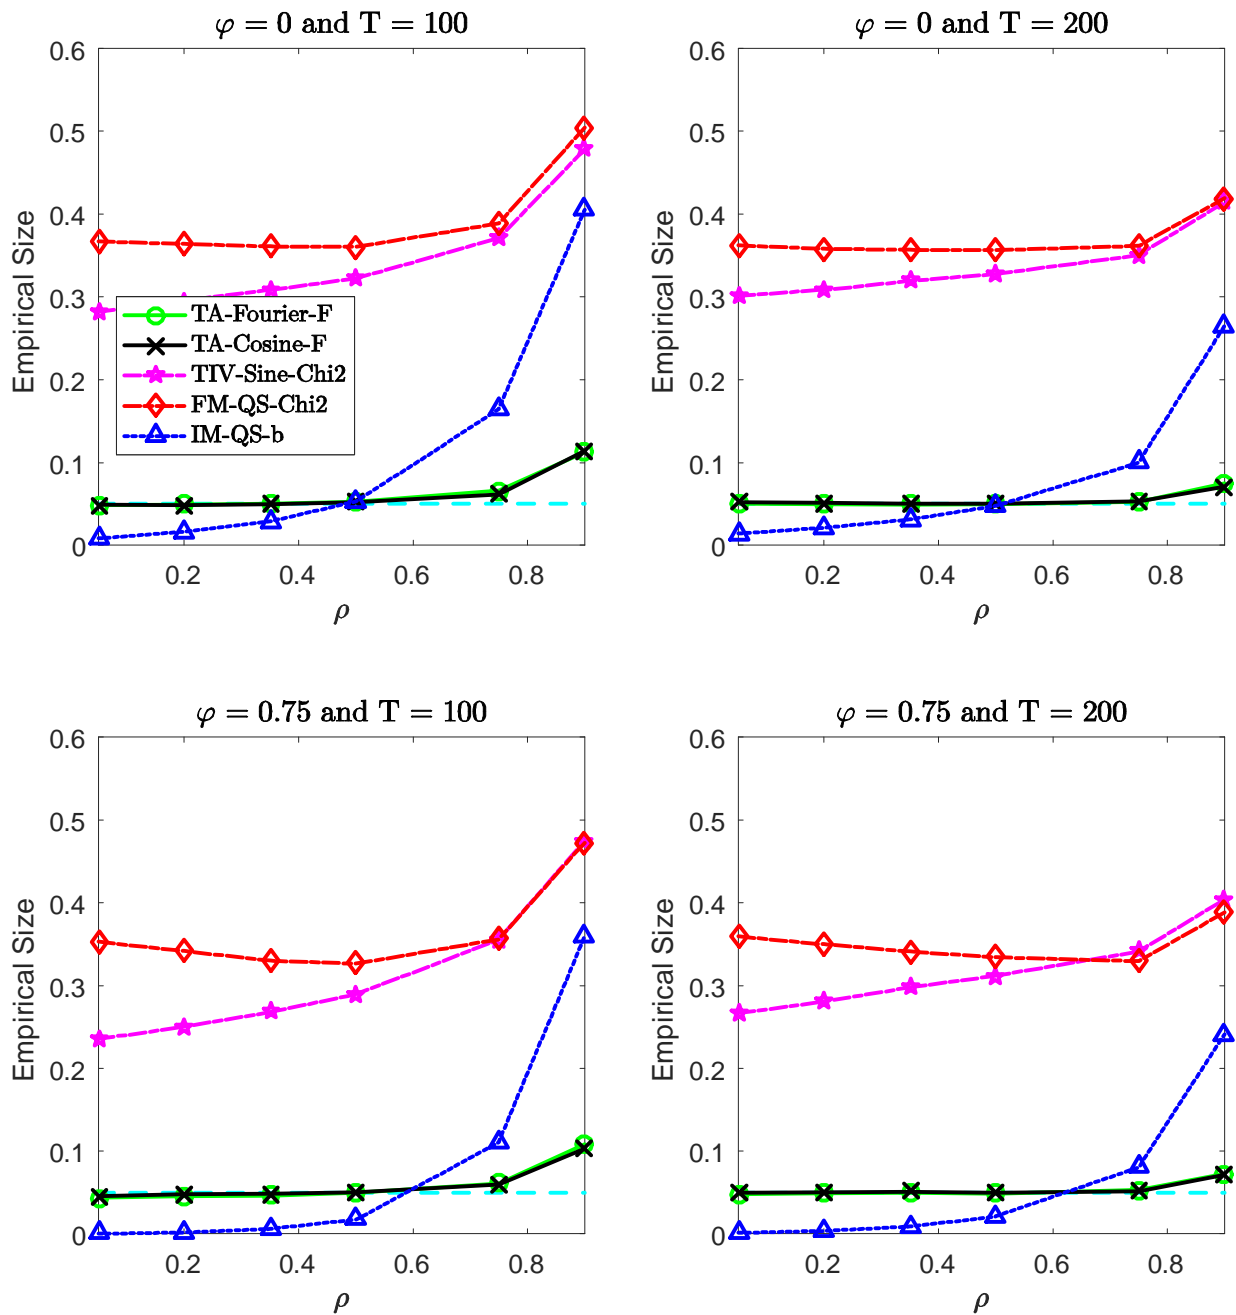 φ = 0 and T = 100
0.6
0.5
0.4
0.3
0.2
0.1
0
Empirical Size
TA-Fourier-F
TA-Cosine-F
TIV-Sine-Chi2
FM-QS-Chi2
IM-QS-b
0.2 0.4 0.6 0.8
ρ
φ = 0 and T = 200
0.6
0.5
0.4
0.3
0.2
0.1
0
Empirical Size
0.2 0.4 0.6 0.8
ρ
φ = 0.75 and T = 100
0.6
0.5
0.4
0.3
0.2
0.1
0
Empirical Size
0.2 0.4 0.6 0.8
ρ
φ = 0.75 and T = 200
0.6
0.5
0.4
0.3
0.2
0.1
0
Empirical Size
0.2 0.4 0.6 0.8
ρ